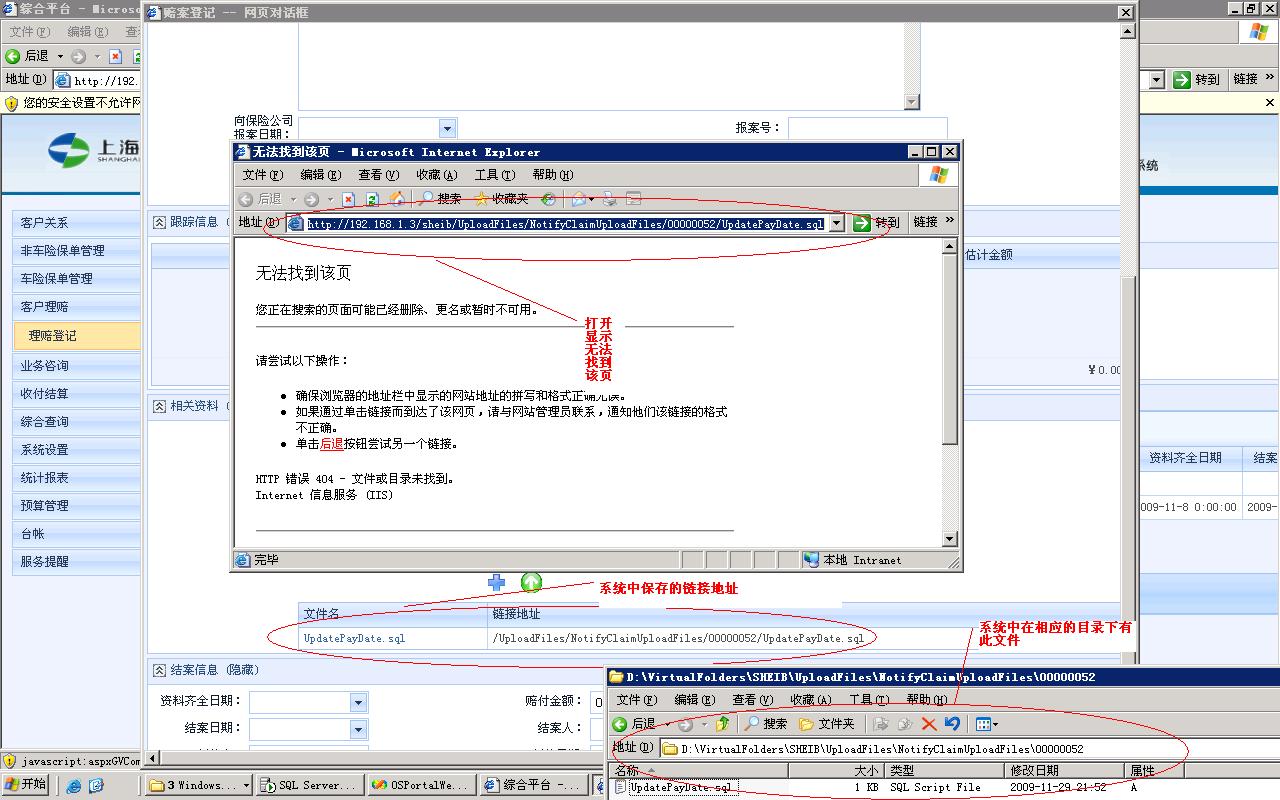 綜合平台 - Microso
赔案登记 -- 网页对话框
文件(F) 编辑(E) 查
后退
地址(D) http://192.
转到 链接 »
您的安全设置不允许网
上海
SHANGHA
系统
客户关系
非车险保单管理
车险保单管理
客户理赔
理赔登记
业务咨询
收付结算
综合查询
系统设置
统计报表
预算管理
台帐
服务提醒
向保险公司
报案日期：
报案号：
跟踪信息 (
估计金额
￥0.00
相关资料 (
无法找到该页 - Microsoft Internet Explorer
文件(F) 编辑(E) 查看(V) 收藏(A) 工具(T) 帮助(H)
后退 搜索 收藏夹
地址(D) http://192.168.1.3/sheib/UploadFiles/NotifyClaimUploadFiles/00000052/UpdatePayDate.sql 转到 链接 »
无法找到该页
您正在搜索的页面可能已经删除、更名或暂时不可用。
打开
显示
无法
找到
该页
请尝试以下操作：
● 确保浏览器的地址栏中显示的网站地址的拼写和格式正确无误。
● 如果通过单击链接而到达了该网页，请与网站管理员联系，通知他们该链接的格式
不正确。
● 单击后退按钮尝试另一个链接。
HTTP 错误 404 - 文件或目录未找到。
Internet 信息服务 (IIS)
完毕 本地 Intranet
资料齐全日期 结案
009-11-8 0:00:00 2009-
系统中保存的链接地址
文件名 链接地址
UpdatePayDate.sql /UploadFiles/NotifyClaimUploadFiles/00000052/UpdatePayDate.sql
系统中在相应的目录下有
此文件
结案信息 (隐藏)
资料齐全日期： 赔付金额： 0
结案日期： 结案人：
D:\VirtualFolders\SHEIB\UploadFiles\NotifyClaimUploadFiles\00000052
文件(F) 编辑(E) 查看(V) 收藏(A) 工具(T) 帮助(H)
后退 搜索 文件夹
地址(D) D:\VirtualFolders\SHEIB\UploadFiles\NotifyClaimUploadFiles\00000052
名称 大小 类型 修改日期 属性
UpdatePayDate.sql 1 KB SQL Script File 2009-11-29 21:52 A
javascript:aspxGVCom
开始 3 Windows... SQL Server... OSPortalWe... 綜合平台 -...